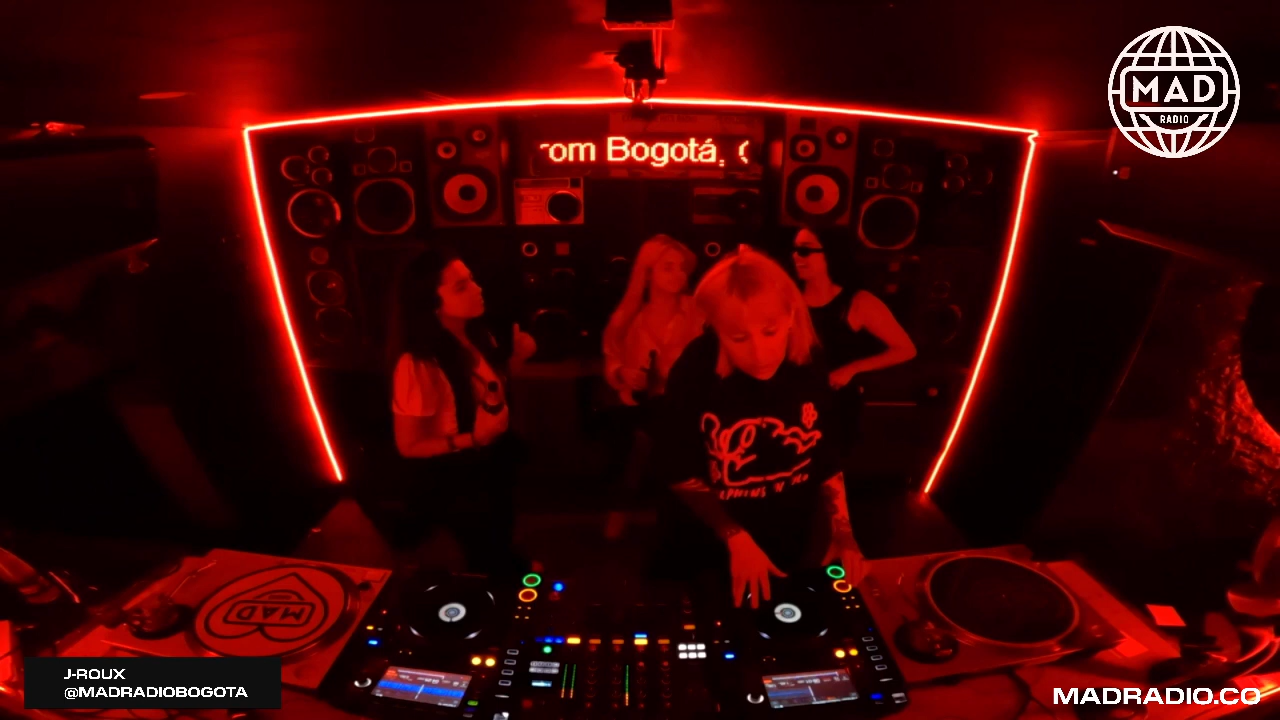 MAD
RADIO
rom Bogotá, C
MAD
J-ROUX
@MADRADIOBOGOTA
MADRADIO.CO